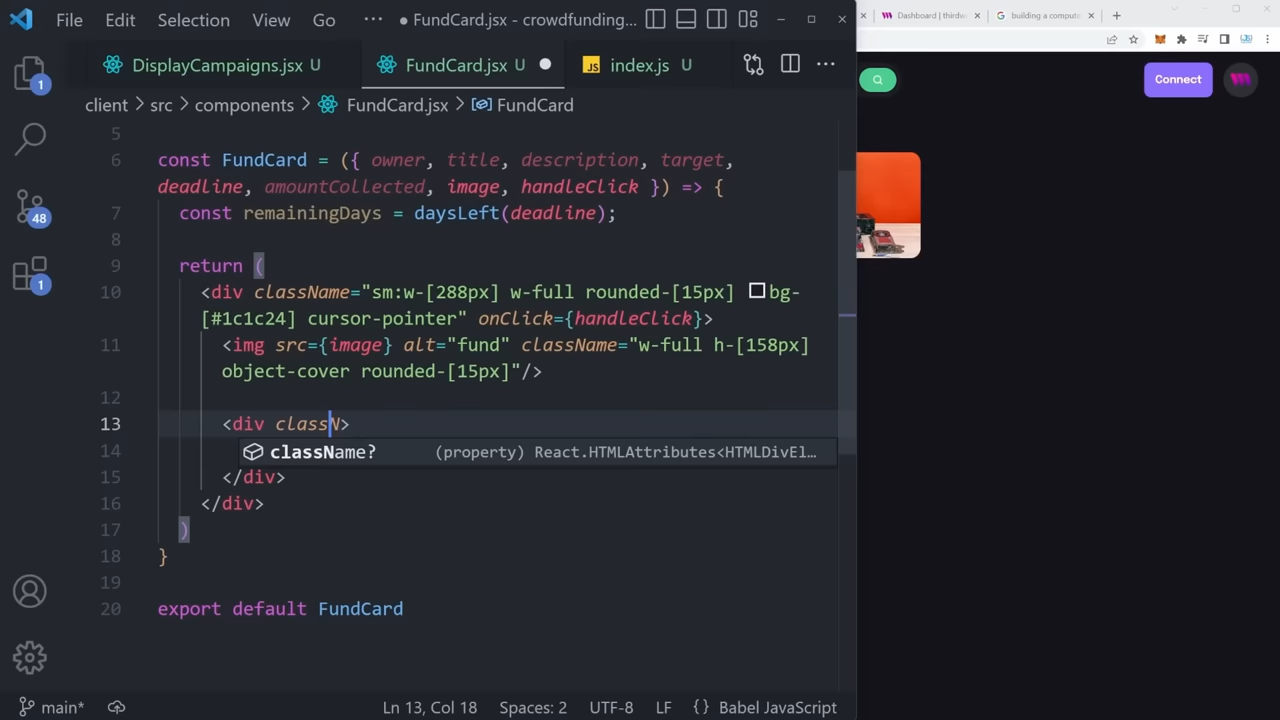 File Edit Selection View Go ··· ● FundCard.jsx - crowdfunding...
Dashboard | thirdw
building a compute
DisplayCampaigns.jsx U
FundCard.jsx U
JS index.js U
Connect
client > src > components > FundCard.jsx > FundCard
1
48
1
5
6 const FundCard = ({ owner, title, description, target,
deadline, amountCollected, image, handleClick }) => {
7 const remainingDays = daysLeft(deadline);
8
9 return (
10 <div className="sm:w-[288px] w-full rounded-[15px] bg-
[#1c1c24] cursor-pointer" onClick={handleClick}>
11 <img src={image} alt="fund" className="w-full h-[158px]
object-cover rounded-[15px]"/>
12
13 <div classN>
14 className? (property) React.HTMLAttributes<HTMLDivEl…
15 </div>
16 </div>
17 )
18 }
19
20 export default FundCard
main* Ln 13, Col 18 Spaces: 2 UTF-8 LF {} Babel JavaScript